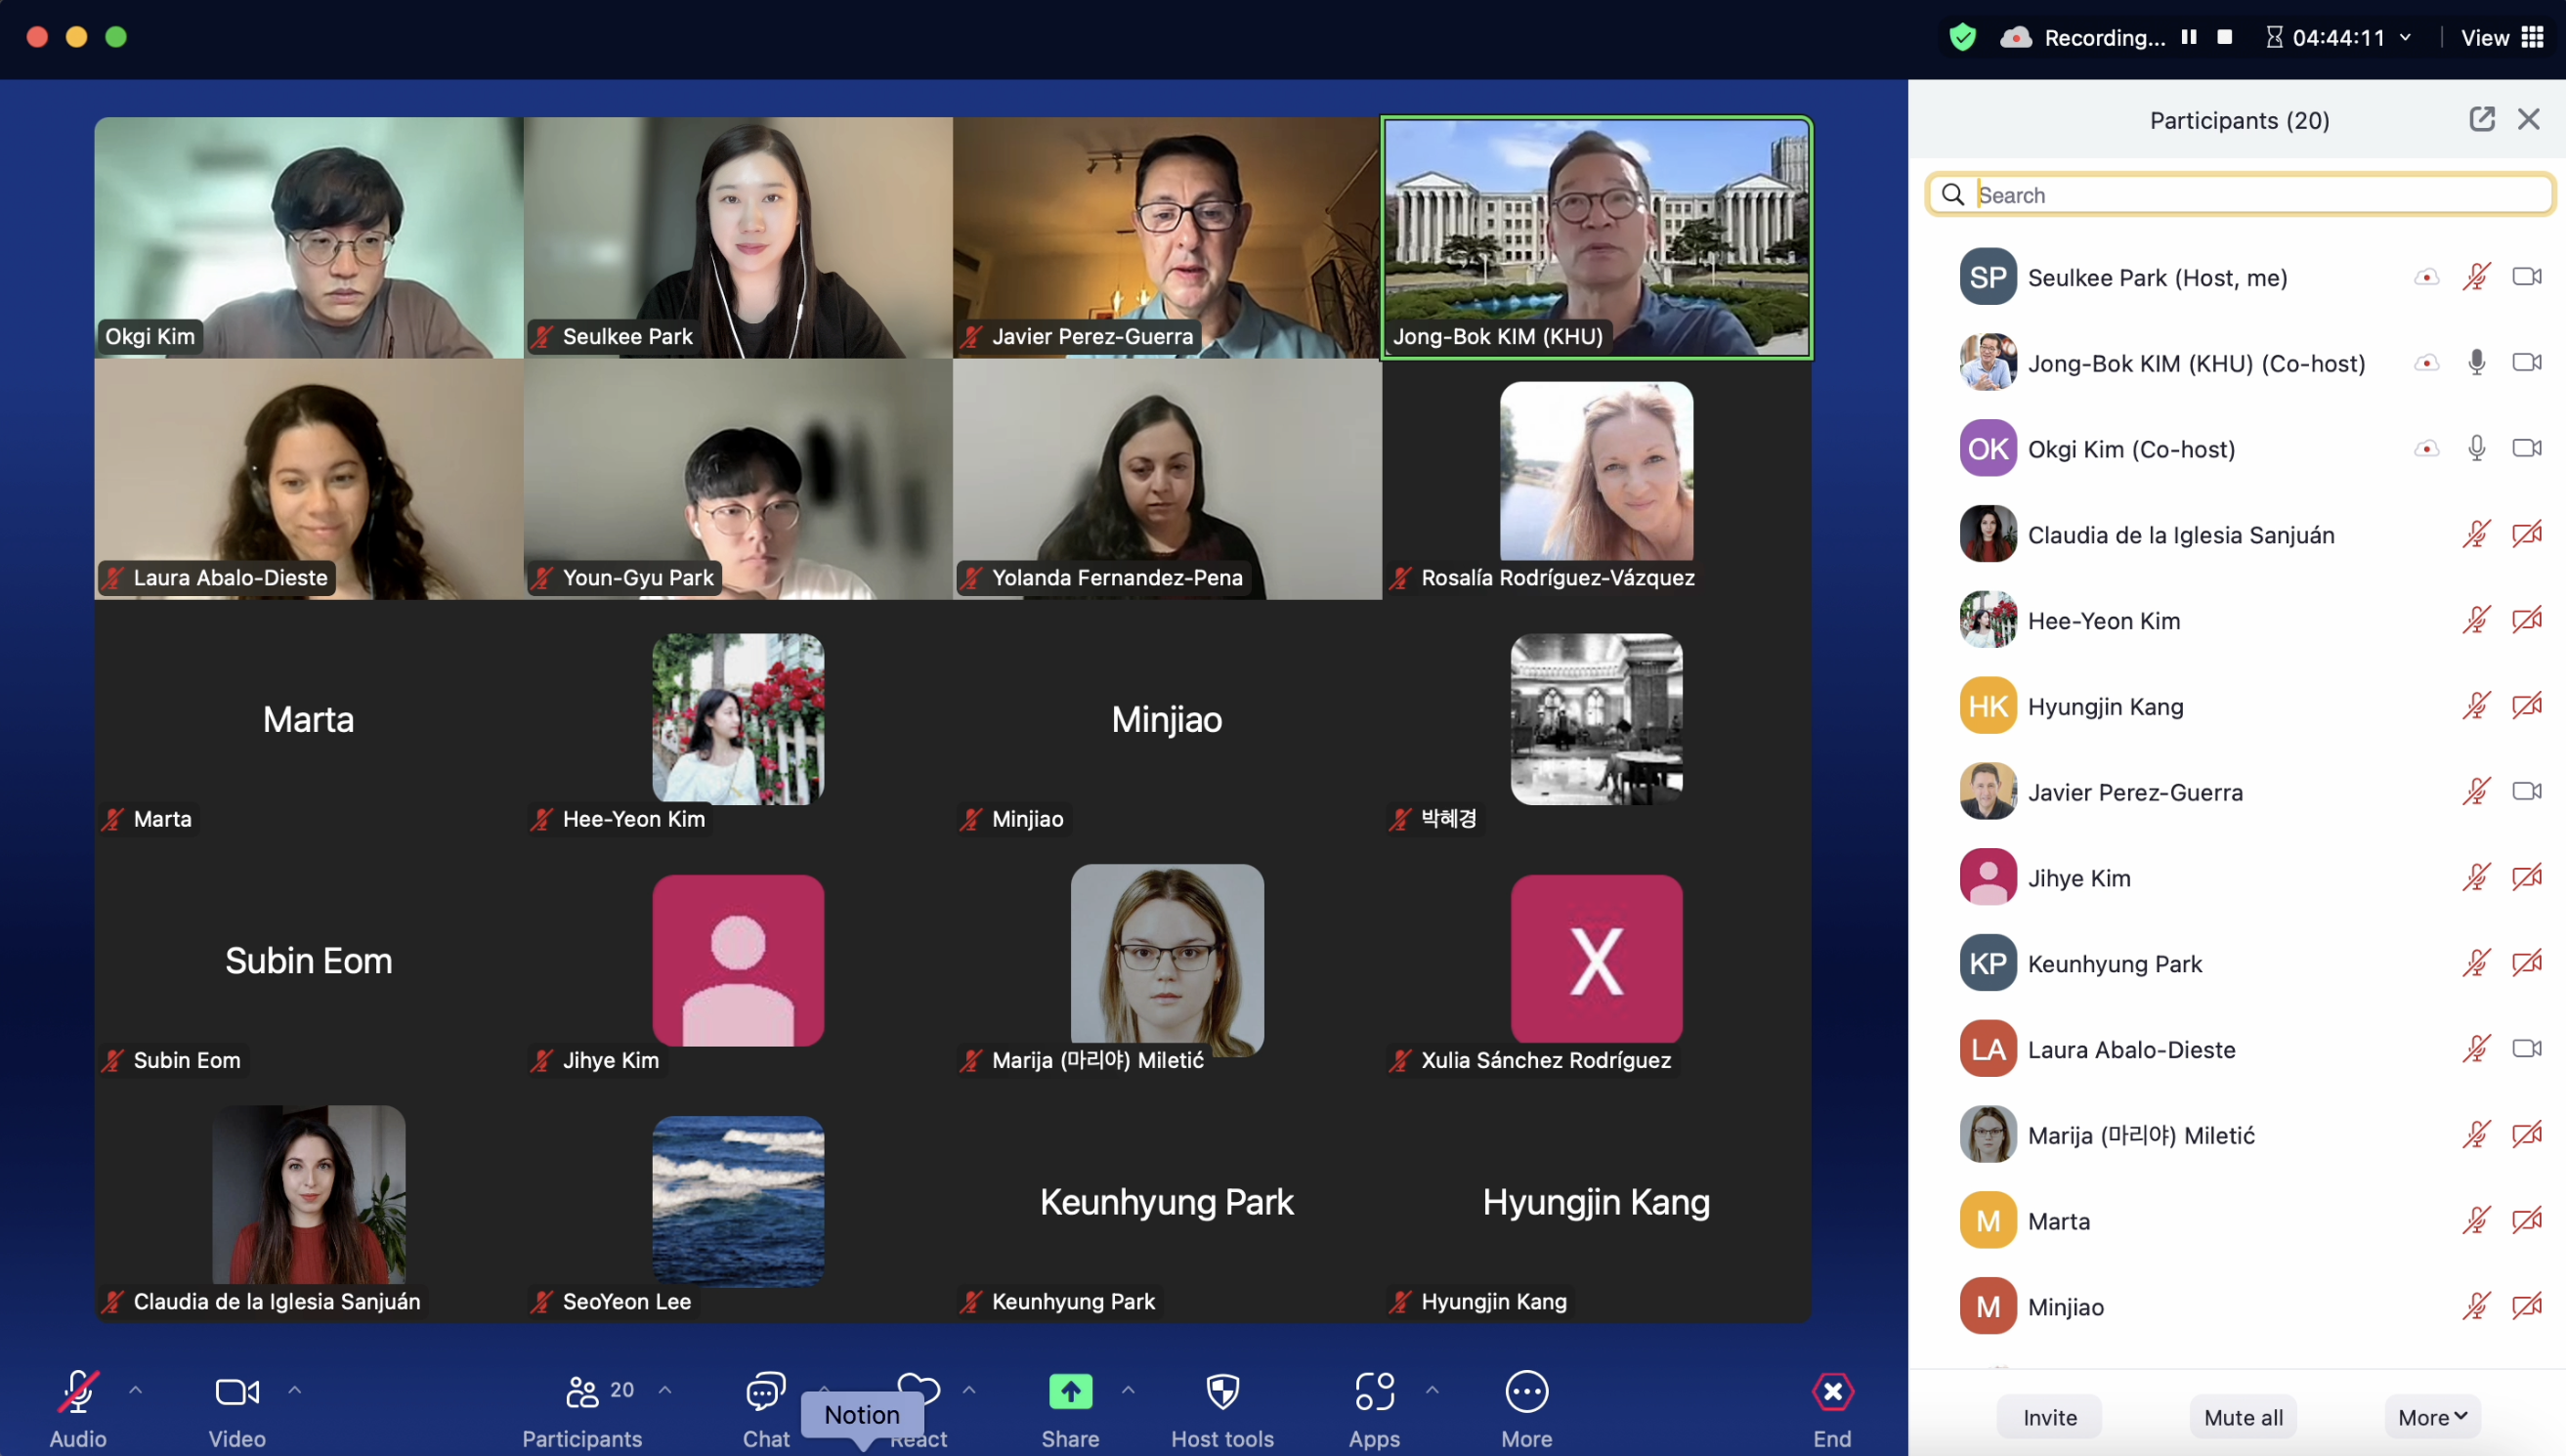 Recording...
04:44:11
View
Okgi Kim
Seulkee Park
Javier Perez-Guerra
Jong-Bok KIM (KHU)
Laura Abalo-Dieste
Youn-Gyu Park
Yolanda Fernandez-Pena
Rosalía Rodríguez-Vázquez
Marta
Marta
Hee-Yeon Kim
Minjiao
Minjiao
박혜경
Subin Eom
Subin Eom
Jihye Kim
Marija (마리야) Miletić
X
Xulia Sánchez Rodríguez
Claudia de la Iglesia Sanjuán
SeoYeon Lee
Keunhyung Park
Keunhyung Park
Hyungjin Kang
Hyungjin Kang
Participants (20)
Search
SP Seulkee Park (Host, me)
Jong-Bok KIM (KHU) (Co-host)
OK Okgi Kim (Co-host)
Claudia de la Iglesia Sanjuán
Hee-Yeon Kim
HK Hyungjin Kang
Javier Perez-Guerra
Jihye Kim
KP Keunhyung Park
LA Laura Abalo-Dieste
Marija (마리야) Miletić
M Marta
M Minjiao
Invite
Mute all
More
Audio
Video
20
Participants
Chat
Notion
React
Share
Host tools
Apps
More
End